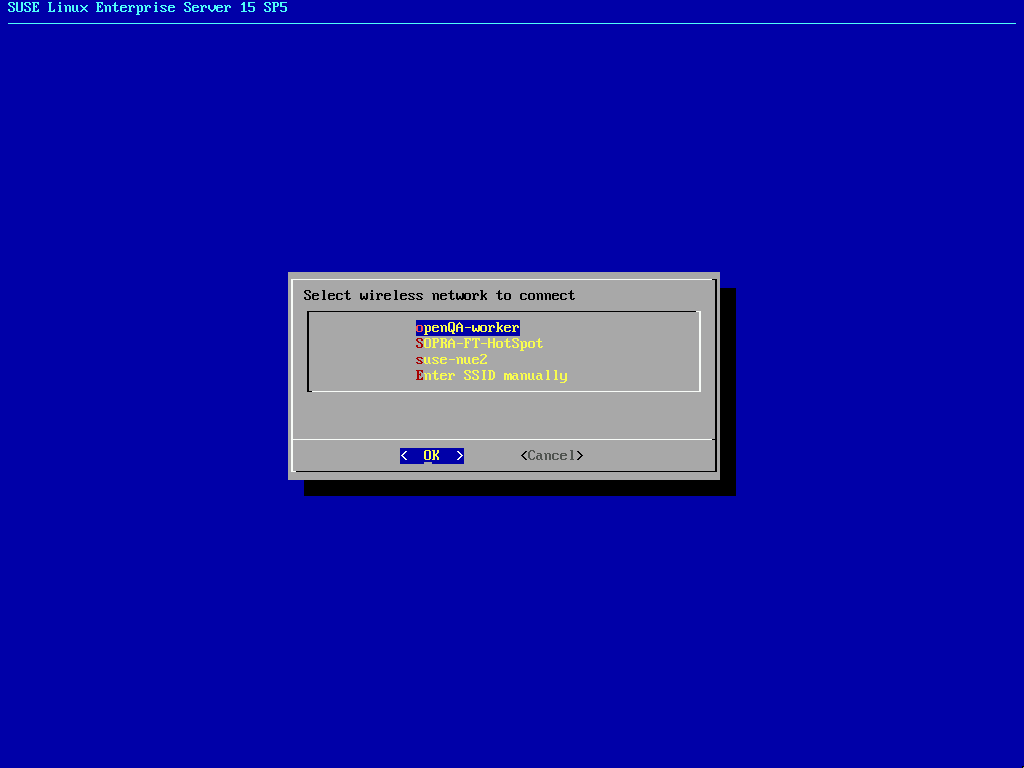 SUSE Linux Enterprise Server 15 SP5
Select wireless network to connect
openQA-worker
SOPRA-FT-HotSpot
suse-nue2
Enter SSID manually
<  OK  > <Cancel>